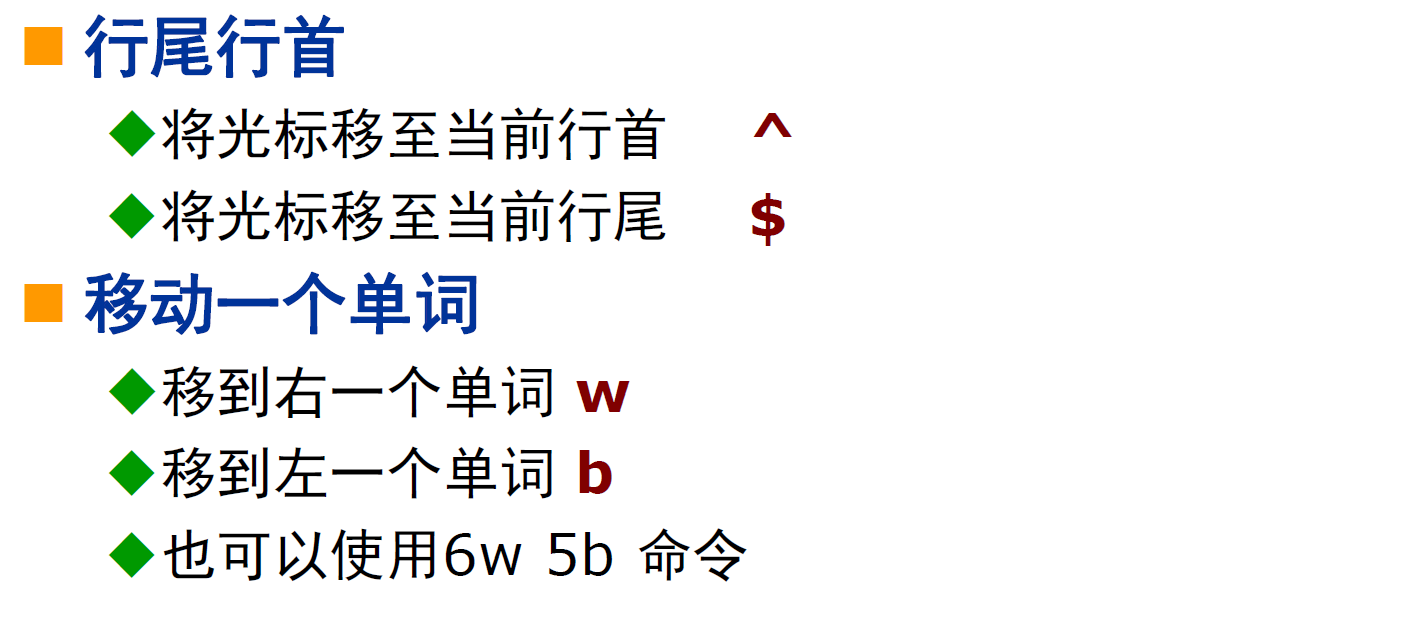 行尾行首
将光标移至当前行首 ^
将光标移至当前行尾 $
移动一个单词
移到右一个单词 w
移到左一个单词 b
也可以使用6w 5b 命令